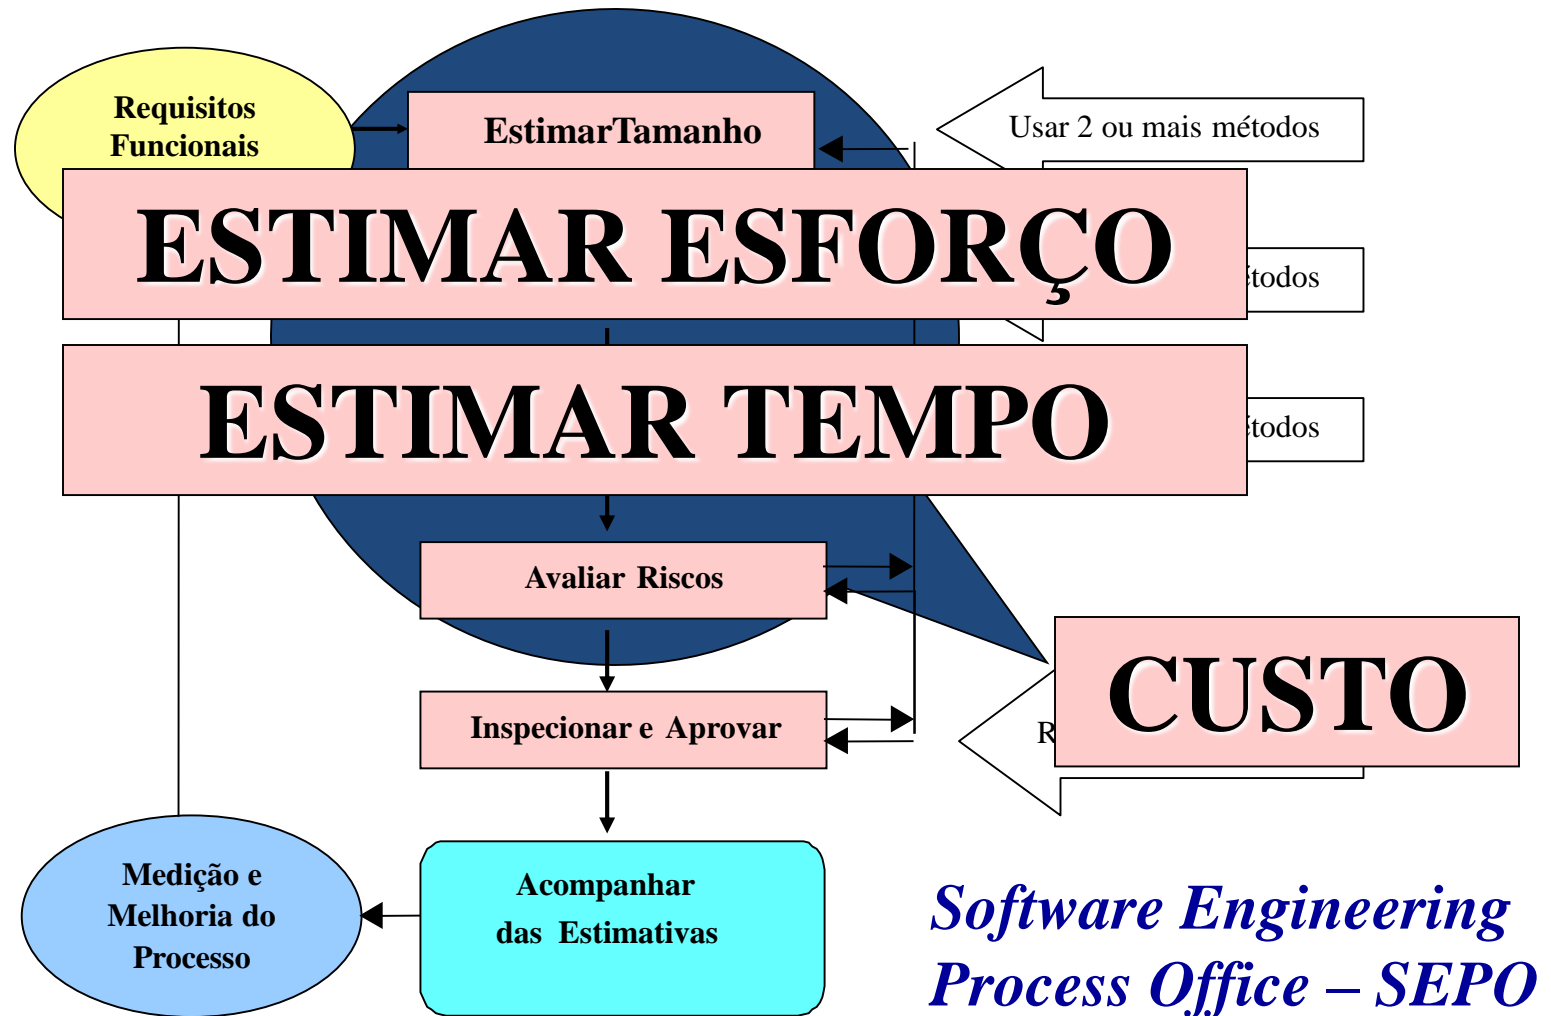 Requisitos
Funcionais
EstimarTamanho
Usar 2 ou mais métodos
ESTIMAR ESFORÇO
ESTIMAR TEMPO
Avaliar Riscos
CUSTO
Inspecionar e Aprovar
Medição e
Melhoria do
Processo
Acompanhar
das Estimativas
Software Engineering
Process Office – SEPO